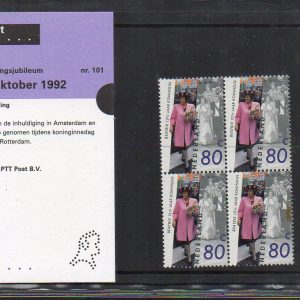 t
ngsjubileum nr. 101
ktober 1992
ing
n de inhuldiging in Amsterdam en
genomen tijdens koninginnedag
Rotterdam.
PTT Post B.V.
80 c
80 c
80 c
80 c
NEDERLAND
NEDERLAND